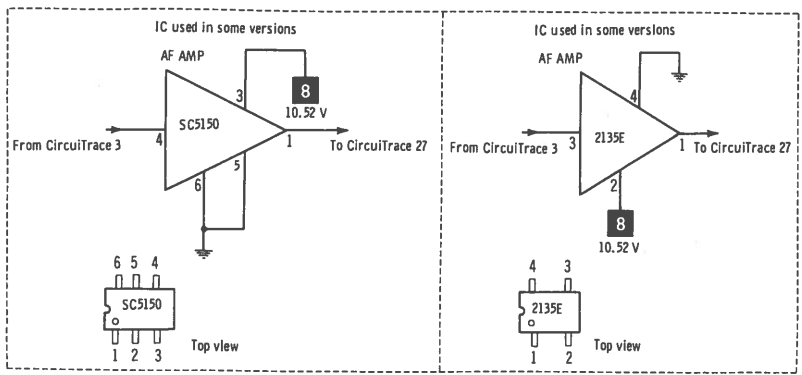 IC used in some versions
AF AMP
3
8
10.52 V
SC5150
4
1
From CircuiTrace 3
To CircuiTrace 27
5
6
6 5 4
SC5150
1 2 3
Top view
IC used in some versions
AF AMP
4
2135E
3
1
From CircuiTrace 3
To CircuiTrace 27
2
8
10.52 V
4 3
2135E
1 2
Top view